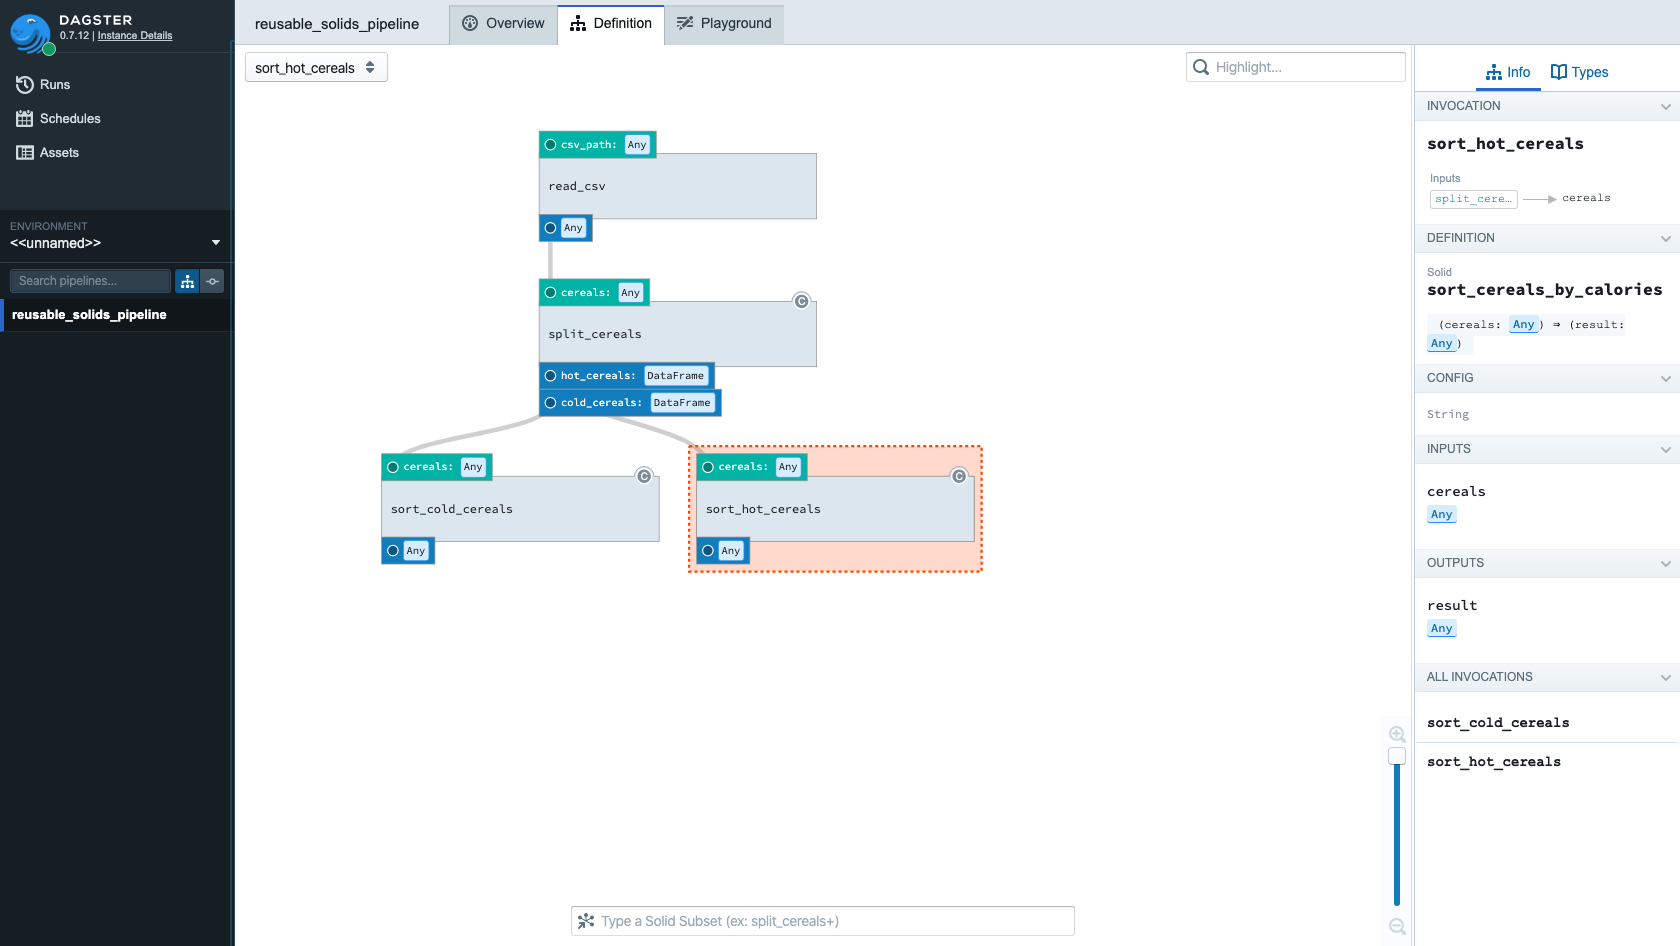 DAGSTER
0.7.12 | Instance Details
Runs
Schedules
Assets
ENVIRONMENT
<<unnamed>>
Search pipelines...
reusable_solids_pipeline
reusable_solids_pipeline
Overview
Definition
Playground
sort_hot_cereals
Highlight...
csv_path: Any
read_csv
Any
cereals: Any
C
split_cereals
hot_cereals: DataFrame
cold_cereals: DataFrame
cereals: Any
C
sort_cold_cereals
Any
cereals: Any
C
sort_hot_cereals
Any
Type a Solid Subset (ex: split_cereals+)
Info
Types
INVOCATION
sort_hot_cereals
Inputs
split_cere… cereals
DEFINITION
Solid
sort_cereals_by_calories
(cereals: Any) ⇒ (result:
Any)
CONFIG
String
INPUTS
cereals
Any
OUTPUTS
result
Any
ALL INVOCATIONS
sort_cold_cereals
sort_hot_cereals